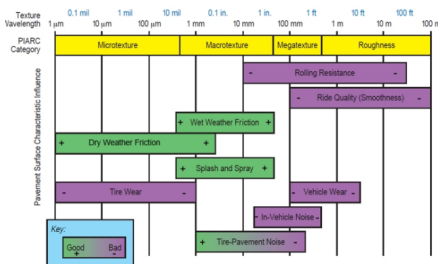 Texture Wavelength
0.1 mil 1 mil 10 mil 0.1 in. 1 in. 1 ft 10 ft 100 ft
1 µm 10 µm 100 µm 1 mm 10 mm 100 mm 1 m 10 m 100 m
PIARC Category
Microtexture Macrotexture Megatexture Roughness
Pavement Surface Characteristic Influence
- Rolling Resistance -
- Ride Quality (Smoothness) -
+ Wet Weather Friction +
+ Dry Weather Friction +
+ Splash and Spray +
- Tire Wear -
- Vehicle Wear -
- In-Vehicle Noise -
+ Tire-Pavement Noise -
Key:
Good Bad
+ -